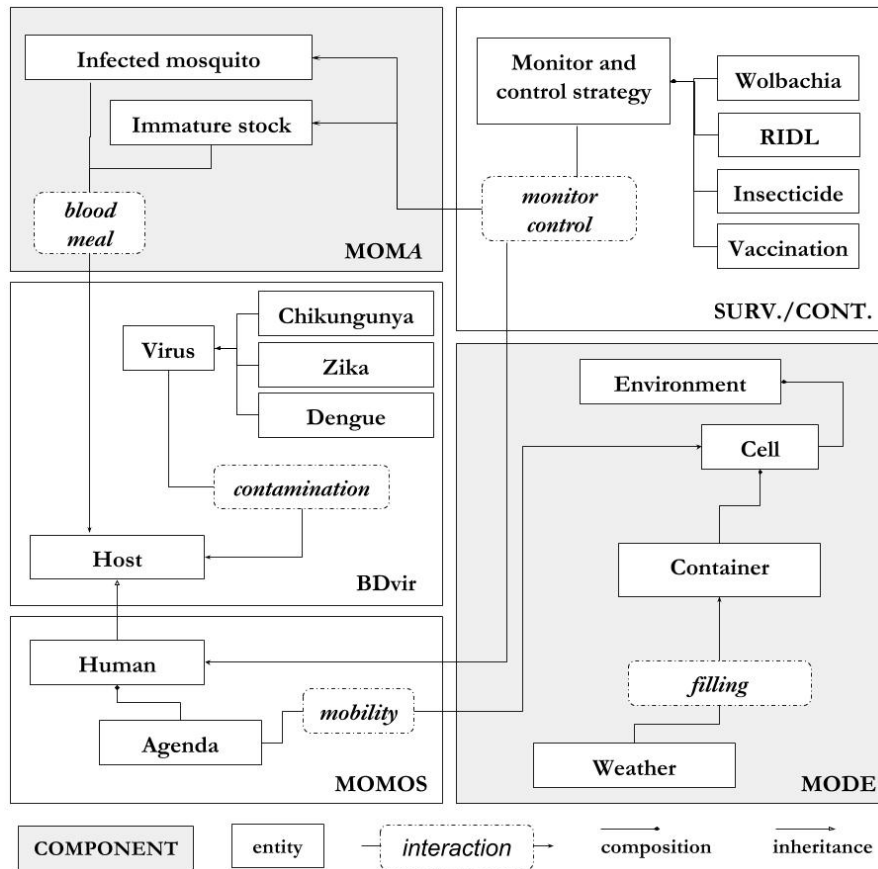 Infected mosquito
Immature stock
blood
meal
MOMA
Monitor and
control strategy
Wolbachia
RIDL
Insecticide
Vaccination
monitor
control
SURV./CONT.
Virus
Chikungunya
Zika
Dengue
contamination
Host
BDvir
Environment
Cell
Container
filling
Weather
MODE
Human
Agenda
mobility
MOMOS
COMPONENT
entity
interaction
composition
inheritance